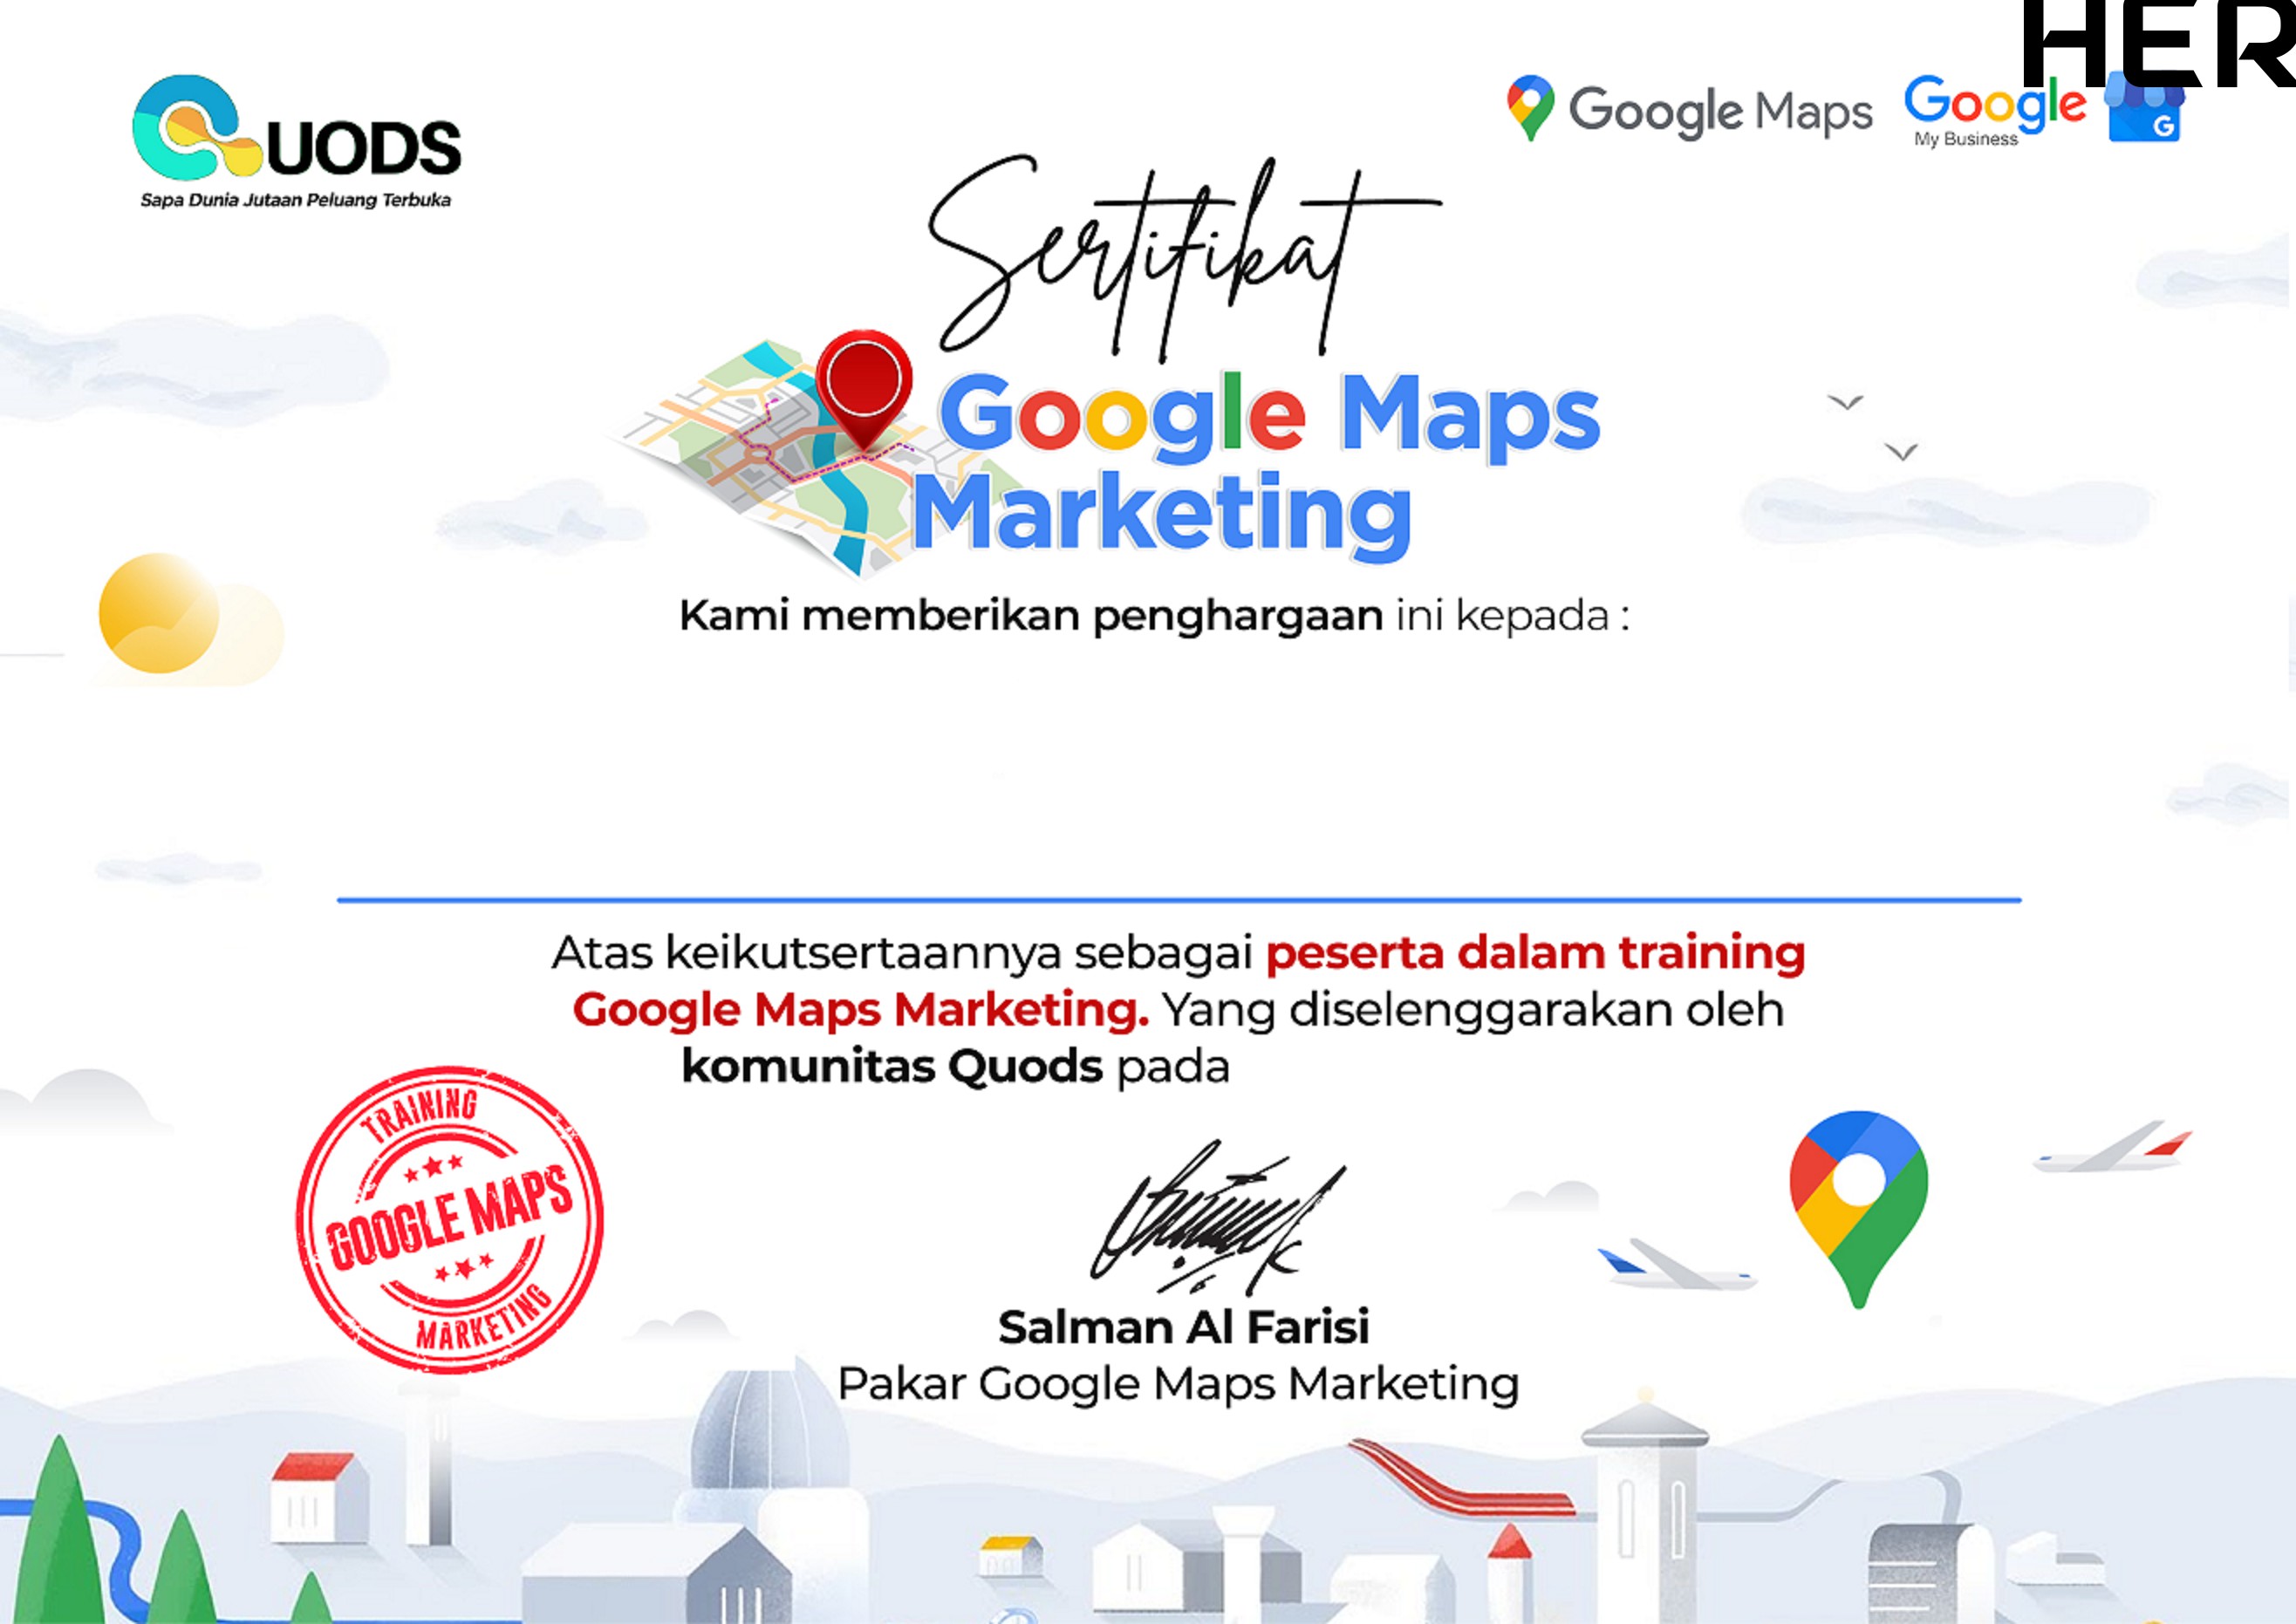 HER
QUODS
Sapa Dunia Jutaan Peluang Terbuka
Google Maps
Google
My Business
G
Sertifikat
Google Maps
Marketing
Kami memberikan penghargaan ini kepada :
Atas keikutsertaannya sebagai peserta dalam training
Google Maps Marketing. Yang diselenggarakan oleh
komunitas Quods pada
TRAINING
GOOGLE MAPS
MARKETING
Salman Al Farisi
Pakar Google Maps Marketing